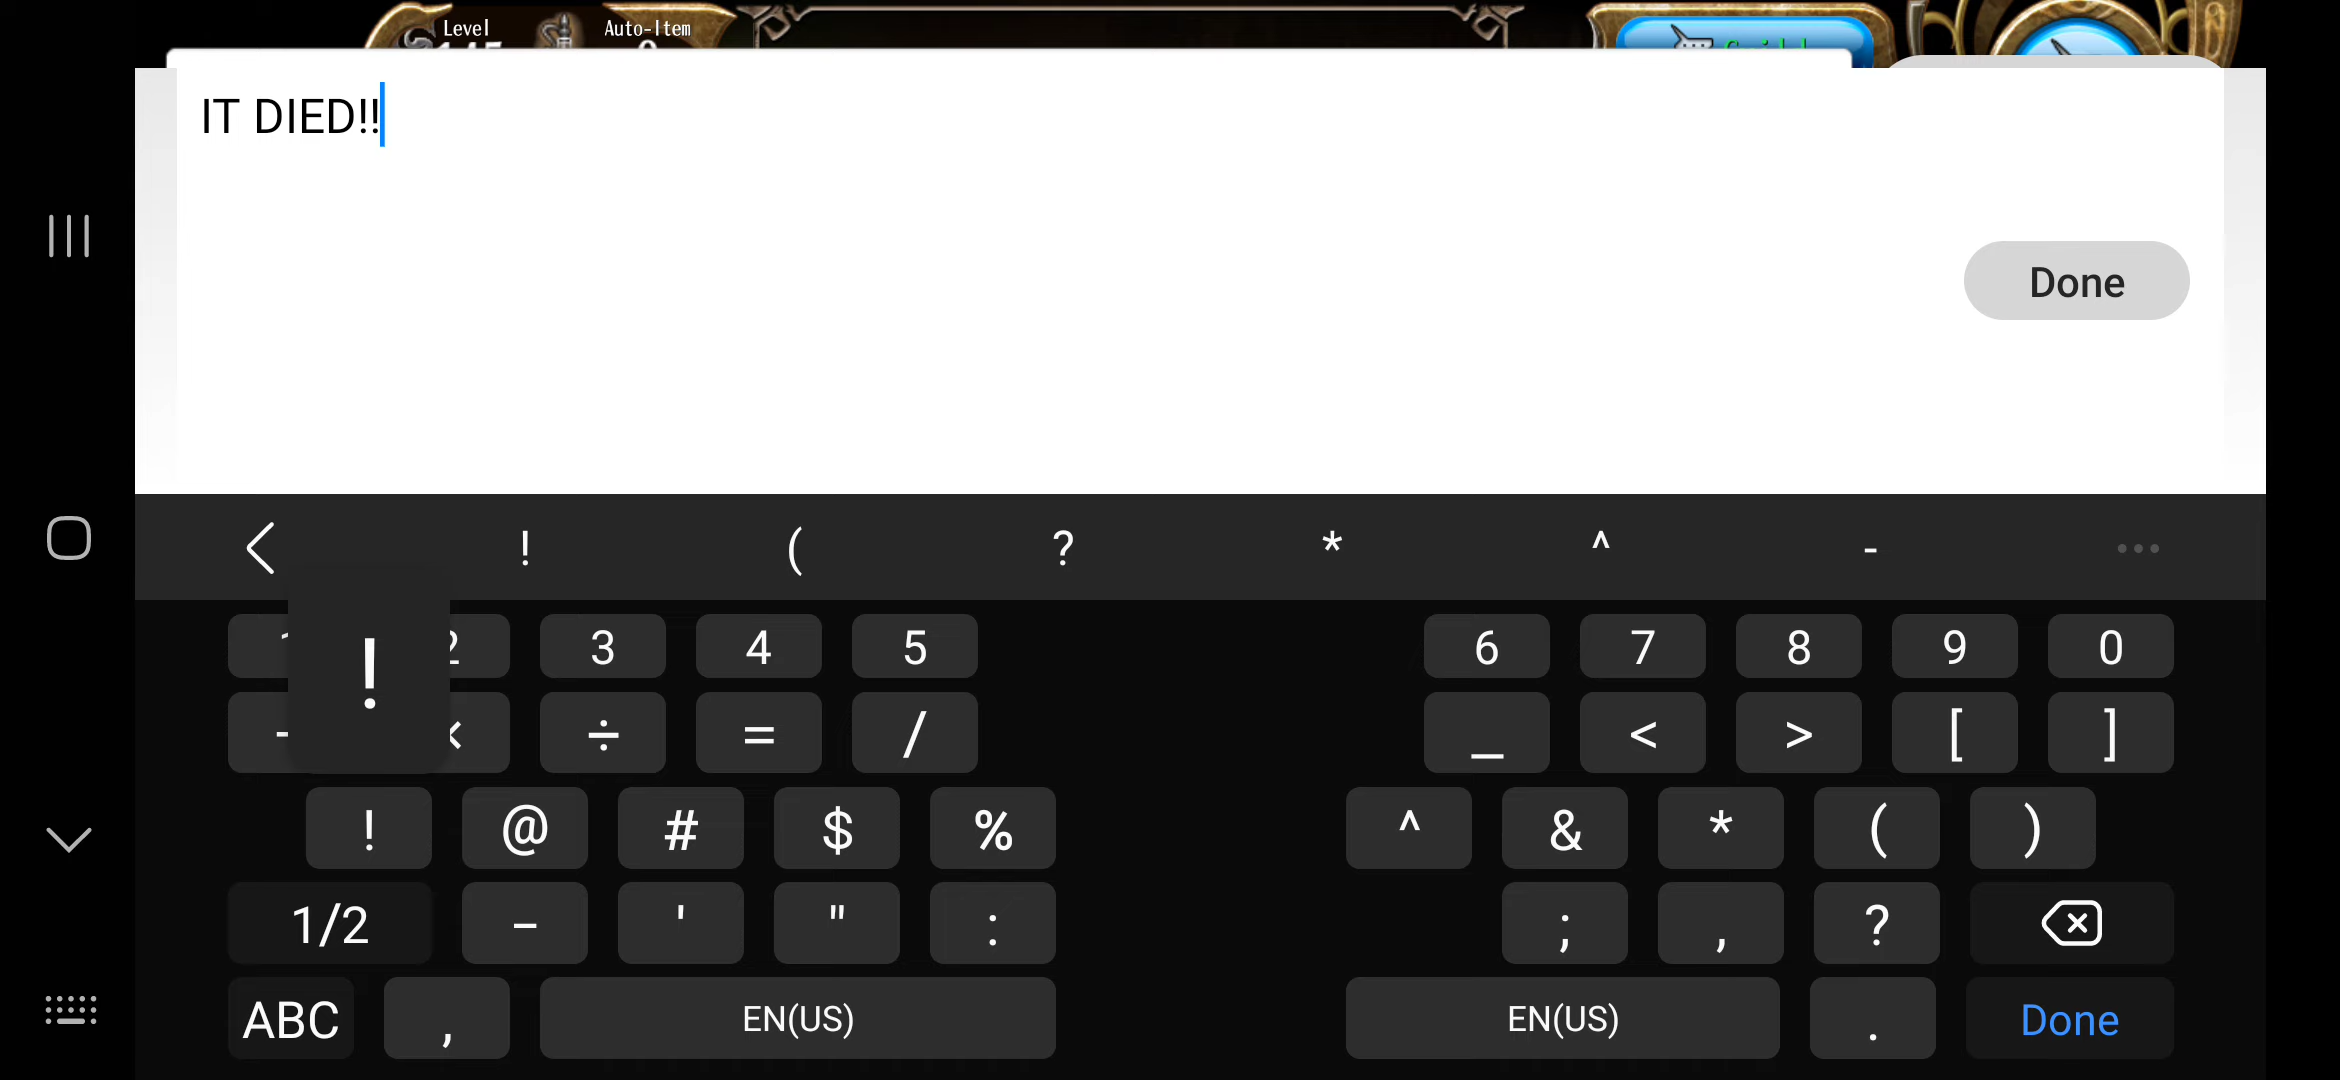 Level
Auto-Item
IT DIED!!
Done
! ( ? * ^ - •••
!
3 4 5 6 7 8 9 0
÷ = / _ < > [ ]
! @ # $ % ^ & * ( )
1/2 - ' " : ; , ?
ABC , EN(US) EN(US) . Done